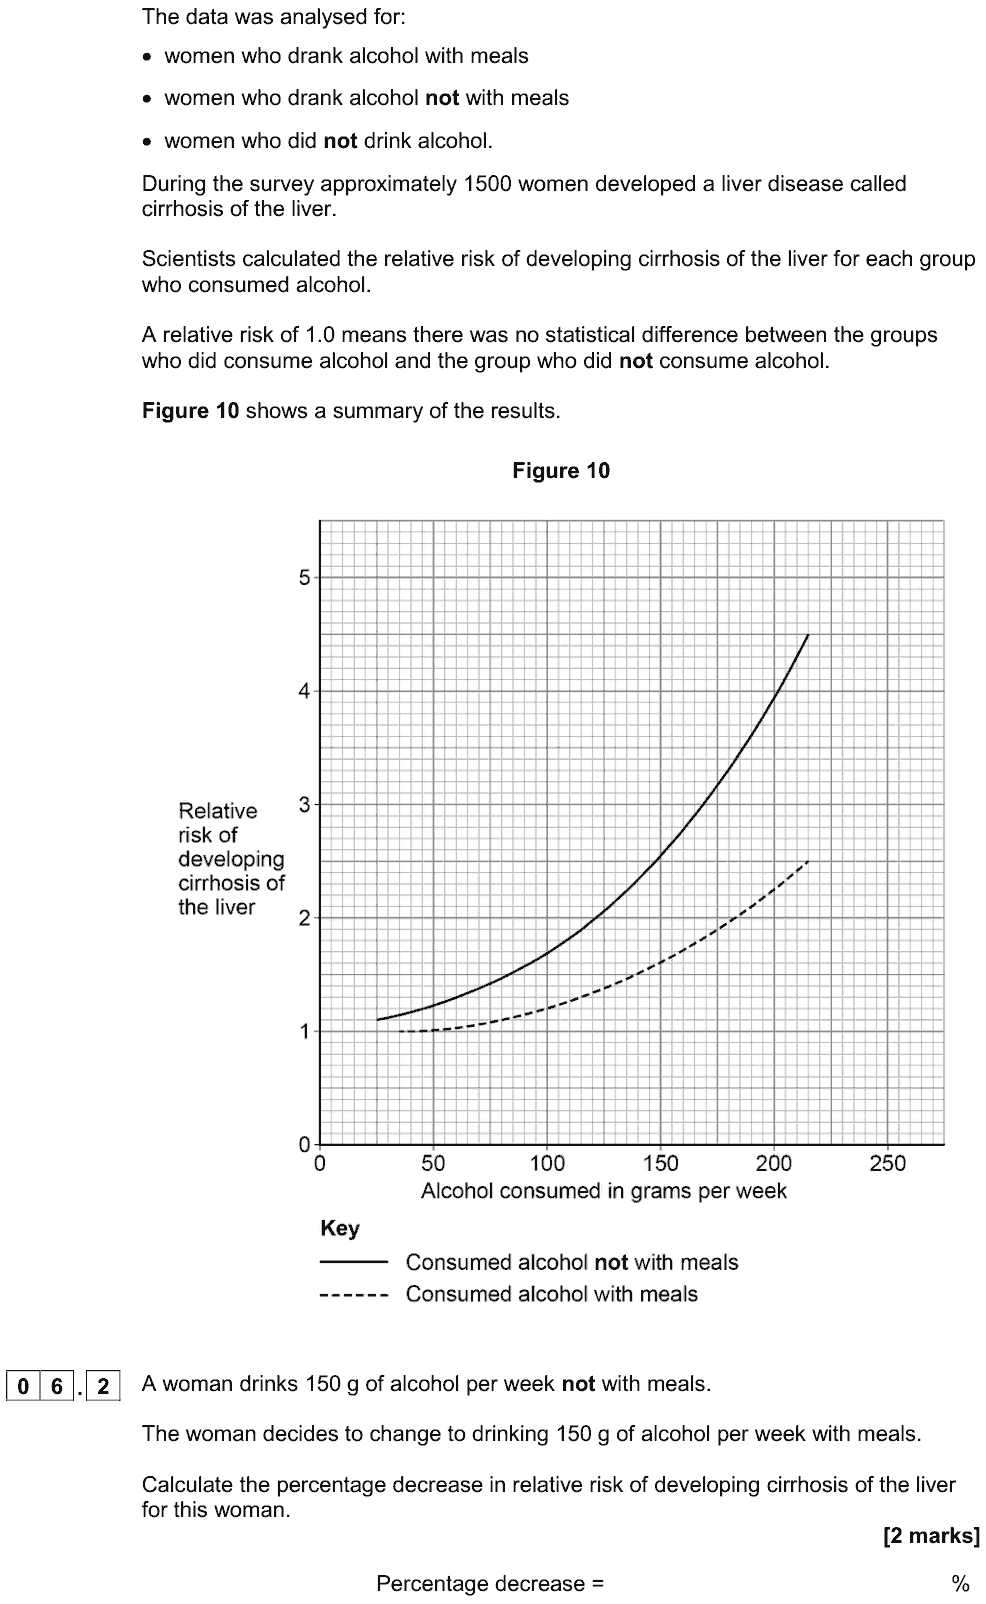 The data was analysed for:
• women who drank alcohol with meals
• women who drank alcohol not with meals
• women who did not drink alcohol.
During the survey approximately 1500 women developed a liver disease called
cirrhosis of the liver.
Scientists calculated the relative risk of developing cirrhosis of the liver for each group
who consumed alcohol.
A relative risk of 1.0 means there was no statistical difference between the groups
who did consume alcohol and the group who did not consume alcohol.
Figure 10 shows a summary of the results.
Figure 10
5
4
3
2
1
0
Relative
risk of
developing
cirrhosis of
the liver
0 50 100 150 200 250
Alcohol consumed in grams per week
Key
Consumed alcohol not with meals
Consumed alcohol with meals
0 6 . 2 A woman drinks 150 g of alcohol per week not with meals.
The woman decides to change to drinking 150 g of alcohol per week with meals.
Calculate the percentage decrease in relative risk of developing cirrhosis of the liver
for this woman.
[2 marks]
Percentage decrease = %